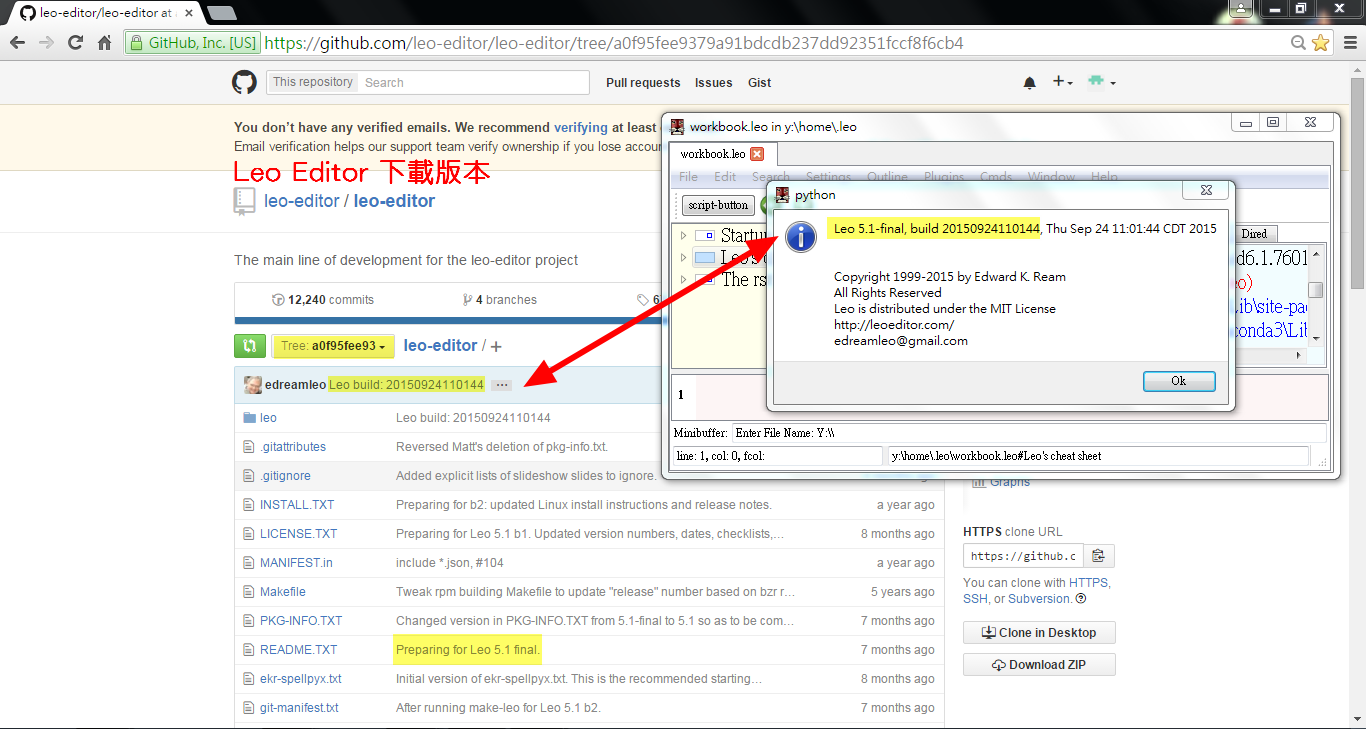 leo-editor/leo-editor at
GitHub, Inc. [US] https://github.com/leo-editor/leo-editor/tree/a0f95fee9379a91bdcdb237dd92351fccf8f6cb4
This repository Search Pull requests Issues Gist
You don't have any verified emails. We recommend verifying at least
Email verification helps our support team verify ownership if you lose
Leo Editor 下載版本
leo-editor / leo-editor
The main line of development for the leo-editor project
12,240 commits 4 branches 6
Tree: a0f95fee93 leo-editor / +
edreamleo Leo build: 20150924110144 ...
leo Leo build: 20150924110144
.gitattributes Reversed Matt's deletion of pkg-info.txt.
.gitignore Added explicit lists of slideshow slides to ignore.
INSTALL.TXT Preparing for b2: updated Linux install instructions and release notes. a year ago
LICENSE.TXT Preparing for Leo 5.1 b1. Updated version numbers, dates, checklists,... 8 months ago
MANIFEST.in include *.json, #104 a year ago
Makefile Tweak rpm building Makefile to update "release" number based on bzr r... 5 years ago
PKG-INFO.TXT Changed version in PKG-INFO.TXT from 5.1-final to 5.1 so as to be com... 7 months ago
README.TXT Preparing for Leo 5.1 final. 7 months ago
ekr-spellpyx.txt Initial version of ekr-spellpyx.txt. This is the recommended starting... 8 months ago
git-manifest.txt After running make-leo for Leo 5.1 b2. 7 months ago
workbook.leo in y:\home\.leo
workbook.leo
File Edit Search Settings Outline Plugins Cmds Window Help
script-button
Dired
Startu
Leo's
The rs
d6.1.7601
eo)
Lib\site-pac
conda3\Lib
python
Leo 5.1-final, build 20150924110144, Thu Sep 24 11:01:44 CDT 2015
Copyright 1999-2015 by Edward K. Ream
All Rights Reserved
Leo is distributed under the MIT License
http://leoeditor.com/
edreamleo@gmail.com
Ok
1
Minibuffer: Enter File Name: Y:\\
line: 1, col: 0, fcol: y:\home\.leo\workbook.leo#Leo's cheat sheet
Graphs
HTTPS clone URL
https://github.c
You can clone with HTTPS,
SSH, or Subversion.
Clone in Desktop
Download ZIP